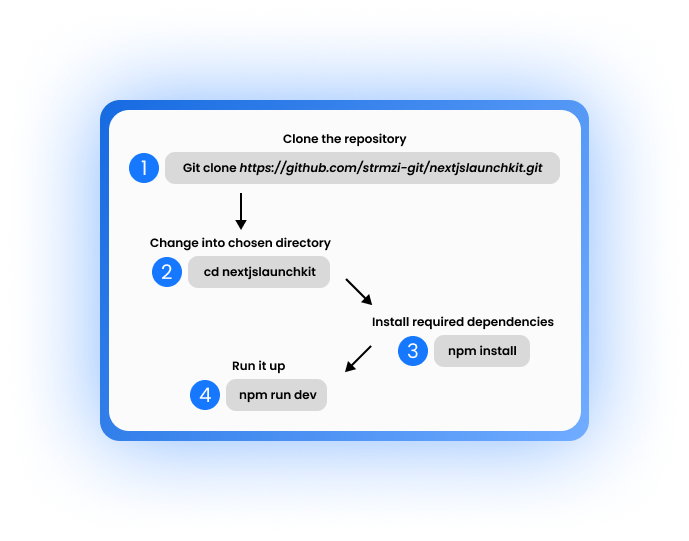 Clone the repository
1 Git clone https://github.com/strmzi-git/nextjslaunchkit.git
Change into chosen directory
2 cd nextjslaunchkit
Install required dependencies
3 npm install
Run it up
4 npm run dev